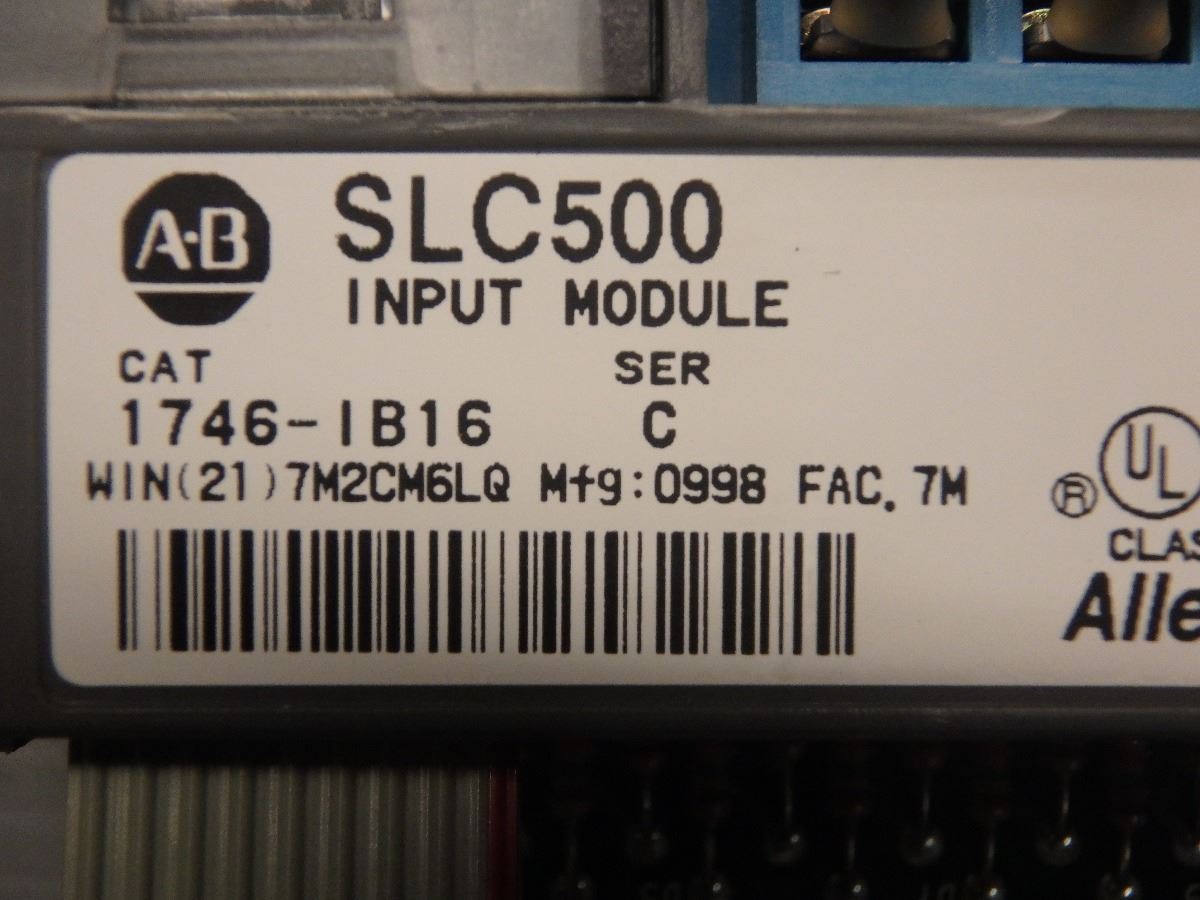 A·B SLC500
INPUT MODULE
CAT SER
1746-IB16 C
WIN(21)7M2CM6LQ Mfg:0998 FAC. 7M
® UL
CLAS
Alle